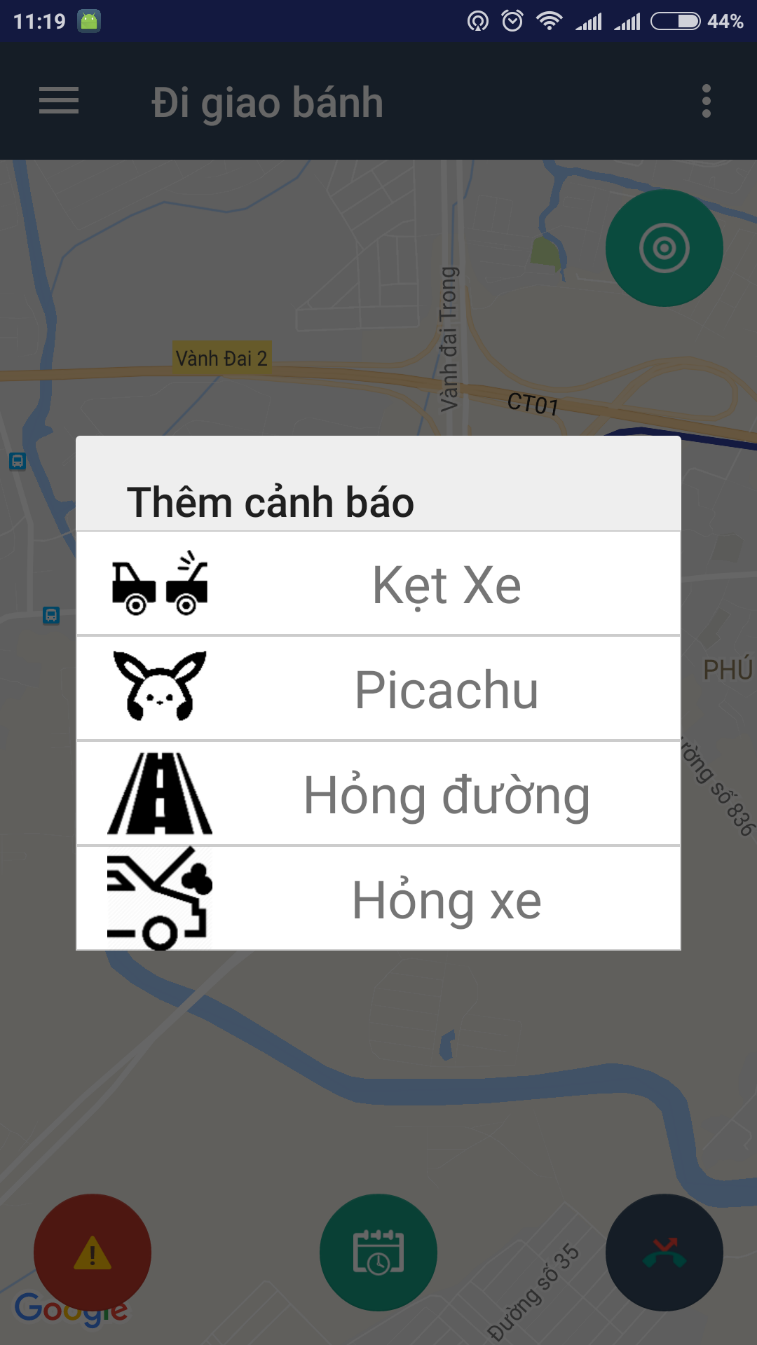 11:19
44%
Đi giao bánh
Vành đai Trong
Vành Đai 2
CT01
Thêm cảnh báo
Kẹt Xe
Picachu
PHÚ
Hỏng đường
ường số 836
Hỏng xe
Đường số 35
Google